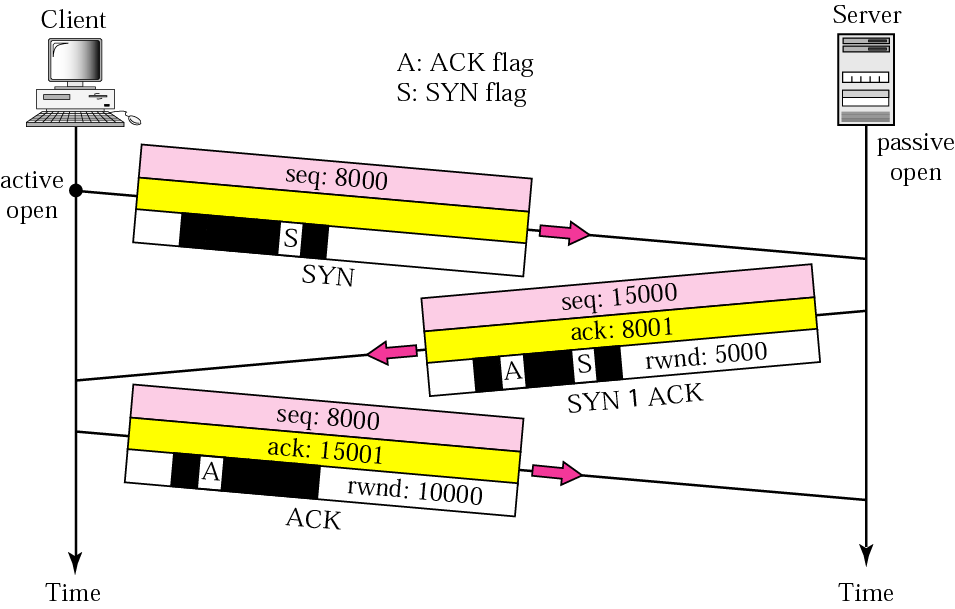 Client
Server
A: ACK flag
S: SYN flag
passive
open
active
open
seq: 8000
S
SYN
seq: 15000
ack: 8001
A
S
rwnd: 5000
SYN 1 ACK
seq: 8000
ack: 15001
A
rwnd: 10000
ACK
Time
Time